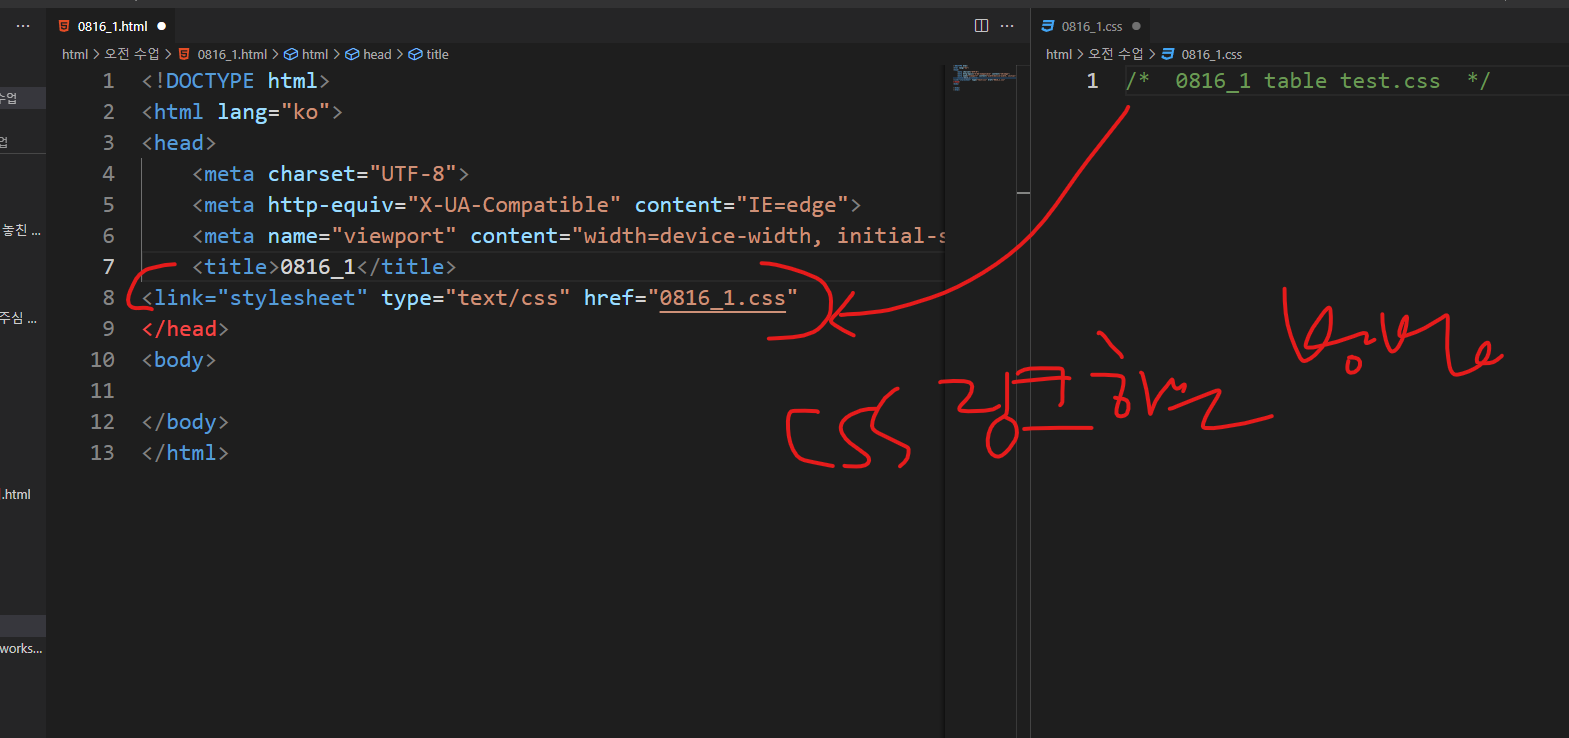 0816_1.html
0816_1.css
html > 오전 수업 > 0816_1.html > html > head > title
html > 오전 수업 > 0816_1.css
수업
업
놓친 ...
주심 ...
.html
works...
1 <!DOCTYPE html>
2 <html lang="ko">
3 <head>
4 <meta charset="UTF-8">
5 <meta http-equiv="X-UA-Compatible" content="IE=edge">
6 <meta name="viewport" content="width=device-width, initial-s
7 <title>0816_1</title>
8 <link="stylesheet" type="text/css" href="0816_1.css"
9 </head>
10 <body>
11
12 </body>
13 </html>
1 /* 0816_1 table test.css */
CSS 링크